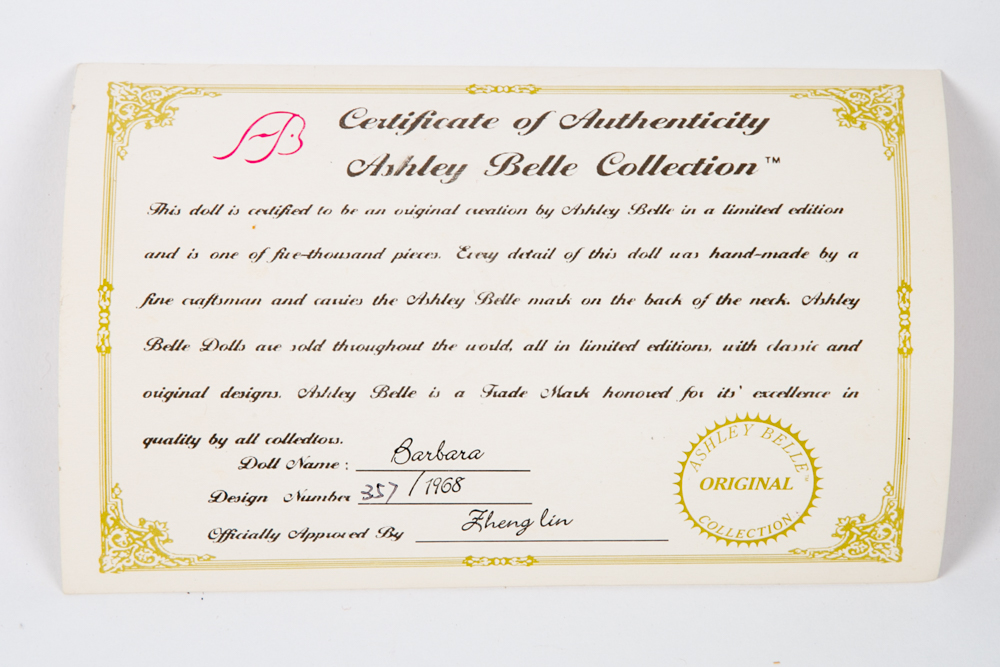 AB
Certificate of Authenticity
Ashley Belle Collection™
This doll is certified to be an original creation by Ashley Belle in a limited edition
and is one of five-thousand pieces. Every detail of this doll was hand-made by a
fine craftsman and carries the Ashley Belle mark on the back of the neck. Ashley
Belle Dolls are sold throughout the world, all in limited editions, with classic and
original designs. Ashley Belle is a Trade Mark honored for its' excellence in
quality by all collectiors.
Doll Name: Barbara
Design Number 357/1968
Officially Approved By Zheng lin
ASHLEY BELLE™
ORIGINAL
COLLECTION.